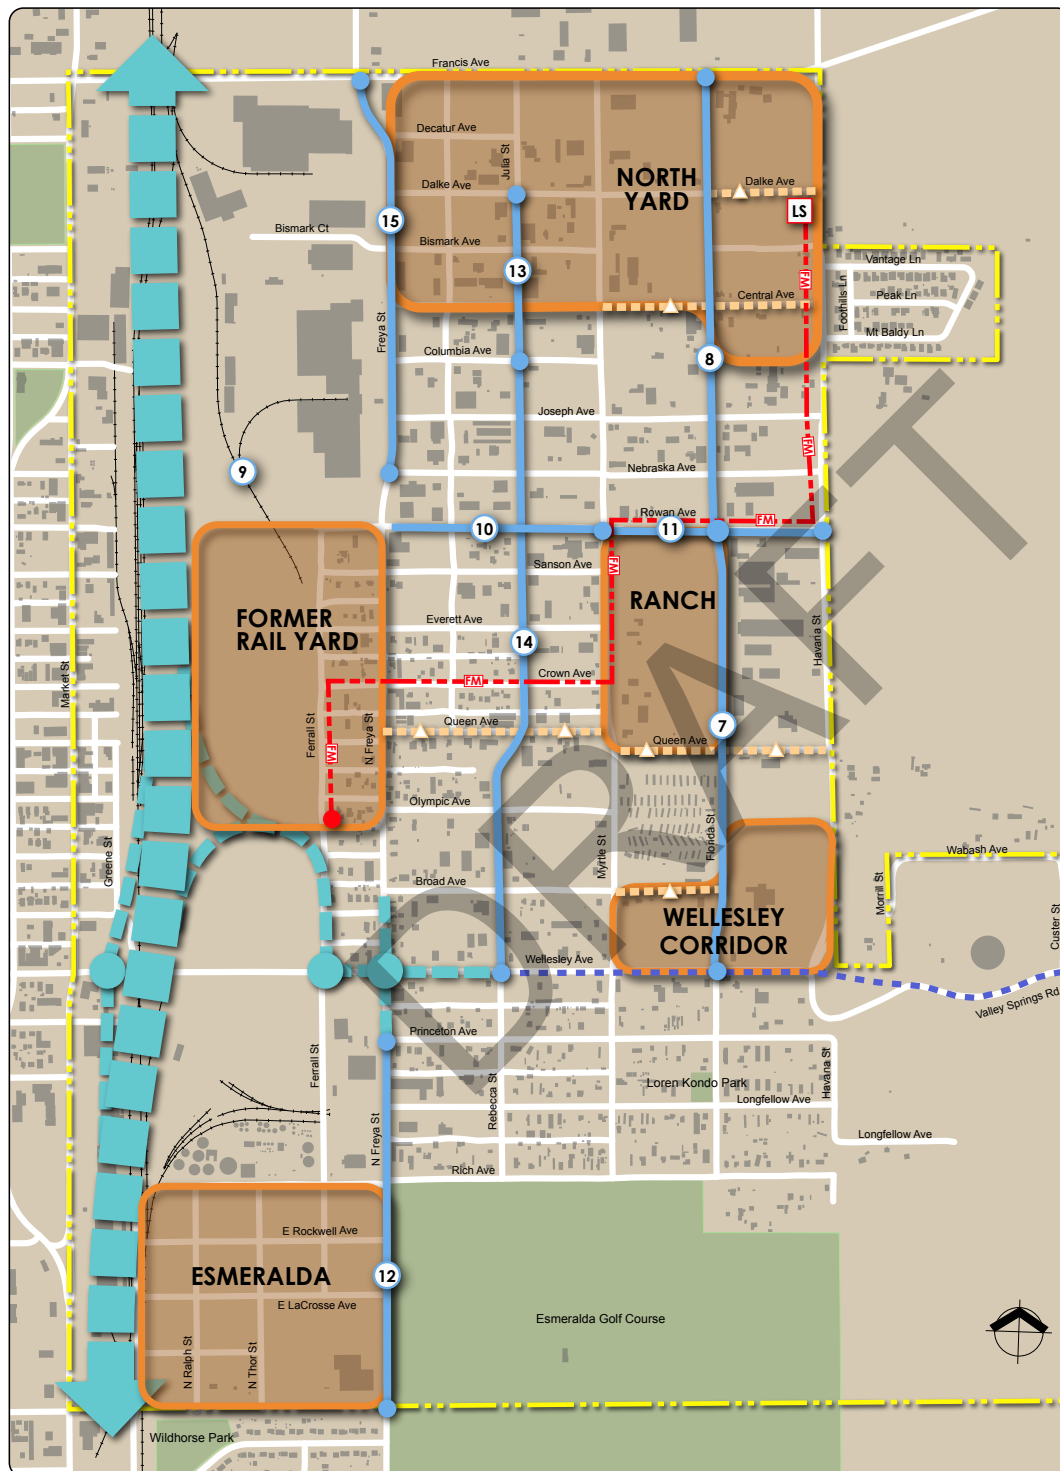 Francis Ave
Decatur Ave
Julia St
NORTH
YARD
Dalke Ave
Dalke Ave
LS
15
Bismark Ct
Bismark Ave
13
Vantage Ln
FM
Foothills Ln
Peak Ln
Central Ave
Mt Baldy Ln
Freya St
Columbia Ave
8
Joseph Ave
FM
9
Nebraska Ave
Rowan Ave
10
11
FM
Sanson Ave
FM
RANCH
FORMER
RAIL YARD
Everett Ave
14
Havana St
Market St
Crown Ave
FM
Ferrall St
N Freya St
Queen Ave
7
Queen Ave
FM
Olympic Ave
Florida St
Greene St
Myrtle St
Wabash Ave
Broad Ave
Morrill St
WELLESLEY
CORRIDOR
Custer St
Wellesley Ave
Valley Springs Rd
Princeton Ave
Ferrall St
Rebecca St
Loren Kondo Park
Havana St
Longfellow Ave
N Freya St
Longfellow Ave
Rich Ave
E Rockwell Ave
ESMERALDA
12
E LaCrosse Ave
Esmeralda Golf Course
N Ralph St
N Thor St
Wildhorse Park
DRAFT